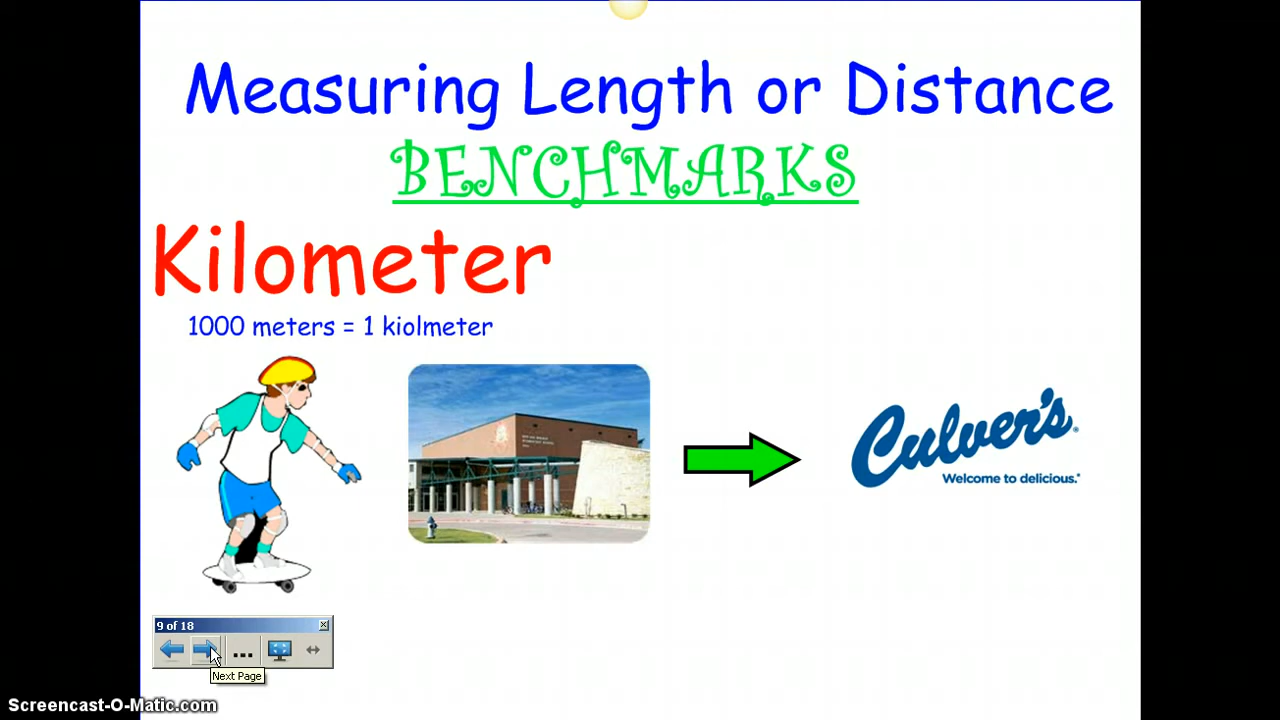 Measuring Length or Distance
BENCHMARKS
Kilometer
1000 meters = 1 kiolmeter
Culver's®
Welcome to delicious.®
9 of 18
...
Next Page
Screencast-O-Matic.com